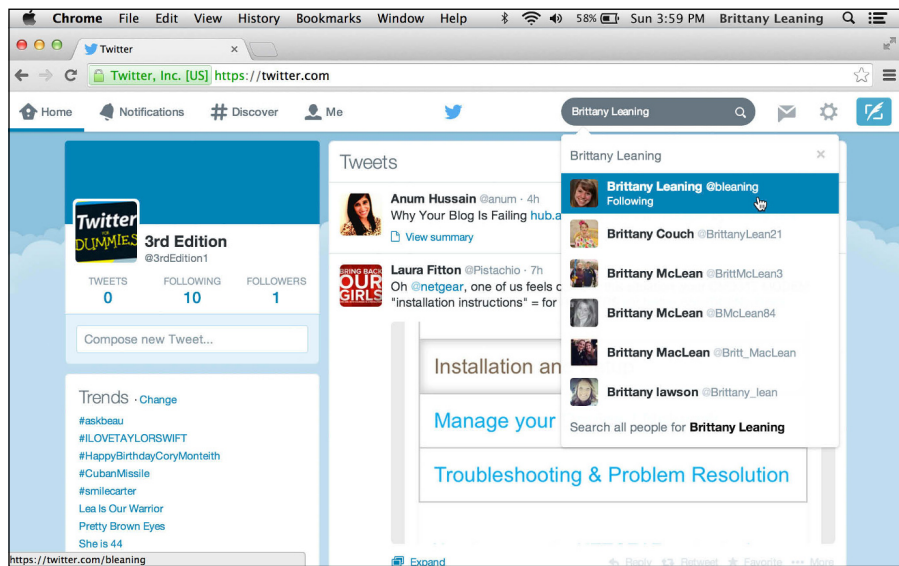 Chrome File Edit View History Bookmarks Window Help 58% Sun 3:59 PM Brittany Leaning
Twitter
Twitter, Inc. [US] https://twitter.com
Home Notifications Discover Me
Brittany Leaning
Tweets
Anum Hussain @anum · 4h
Why Your Blog Is Failing hub.a
View summary
Laura Fitton @Pistachio · 7h
Oh @netgear, one of us feels
"installation instructions" = for
BRING BACK
OUR
GIRLS
Installation an
Manage your
Troubleshooting & Problem Resolution
Expand Reply Retweet Favorite More
Twitter
FOR
DUMMIES
3rd Edition
@3rdEdition1
TWEETS FOLLOWING FOLLOWERS
0 10 1
Compose new Tweet...
Trends · Change
#askbeau
#ILOVETAYLORSWIFT
#HappyBirthdayCoryMonteith
#CubanMissile
#smilecarter
Lea Is Our Warrior
Pretty Brown Eyes
She is 44
https://twitter.com/bleaning
Brittany Leaning
Brittany Leaning @bleaning
Following
Brittany Couch @BrittanyLean21
Brittany McLean @BrittMcLean3
Brittany McLean @BMcLean84
Brittany MacLean @Britt_MacLean
Brittany lawson @Brittany_lean
Search all people for Brittany Leaning